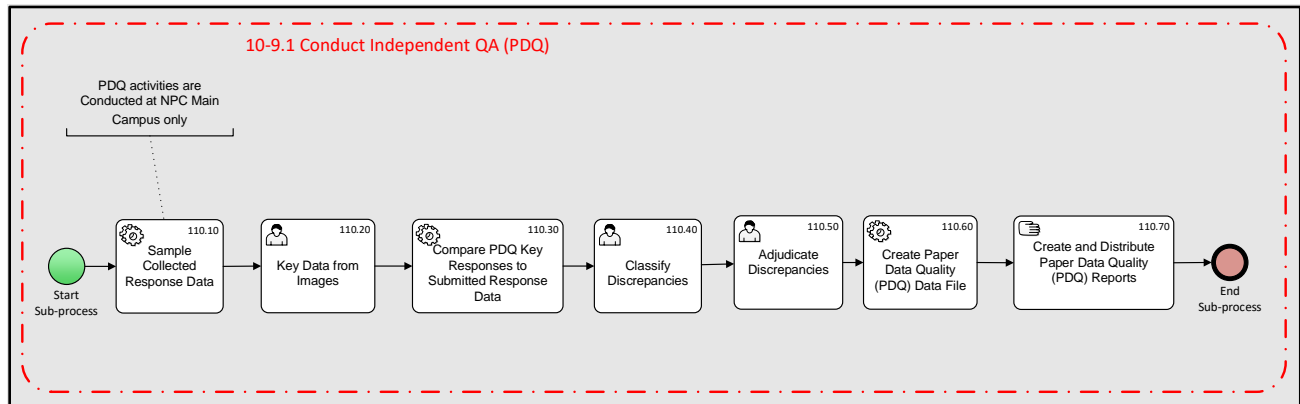 10-9.1 Conduct Independent QA (PDQ)
PDQ activities are
Conducted at NPC Main
Campus only
Start
Sub-process
110.10
Sample
Collected
Response Data
110.20
Key Data from
Images
110.30
Compare PDQ Key
Responses to
Submitted Response
Data
110.40
Classify
Discrepancies
110.50
Adjudicate
Discrepancies
110.60
Create Paper
Data Quality
(PDQ) Data File
110.70
Create and Distribute
Paper Data Quality
(PDQ) Reports
End
Sub-process